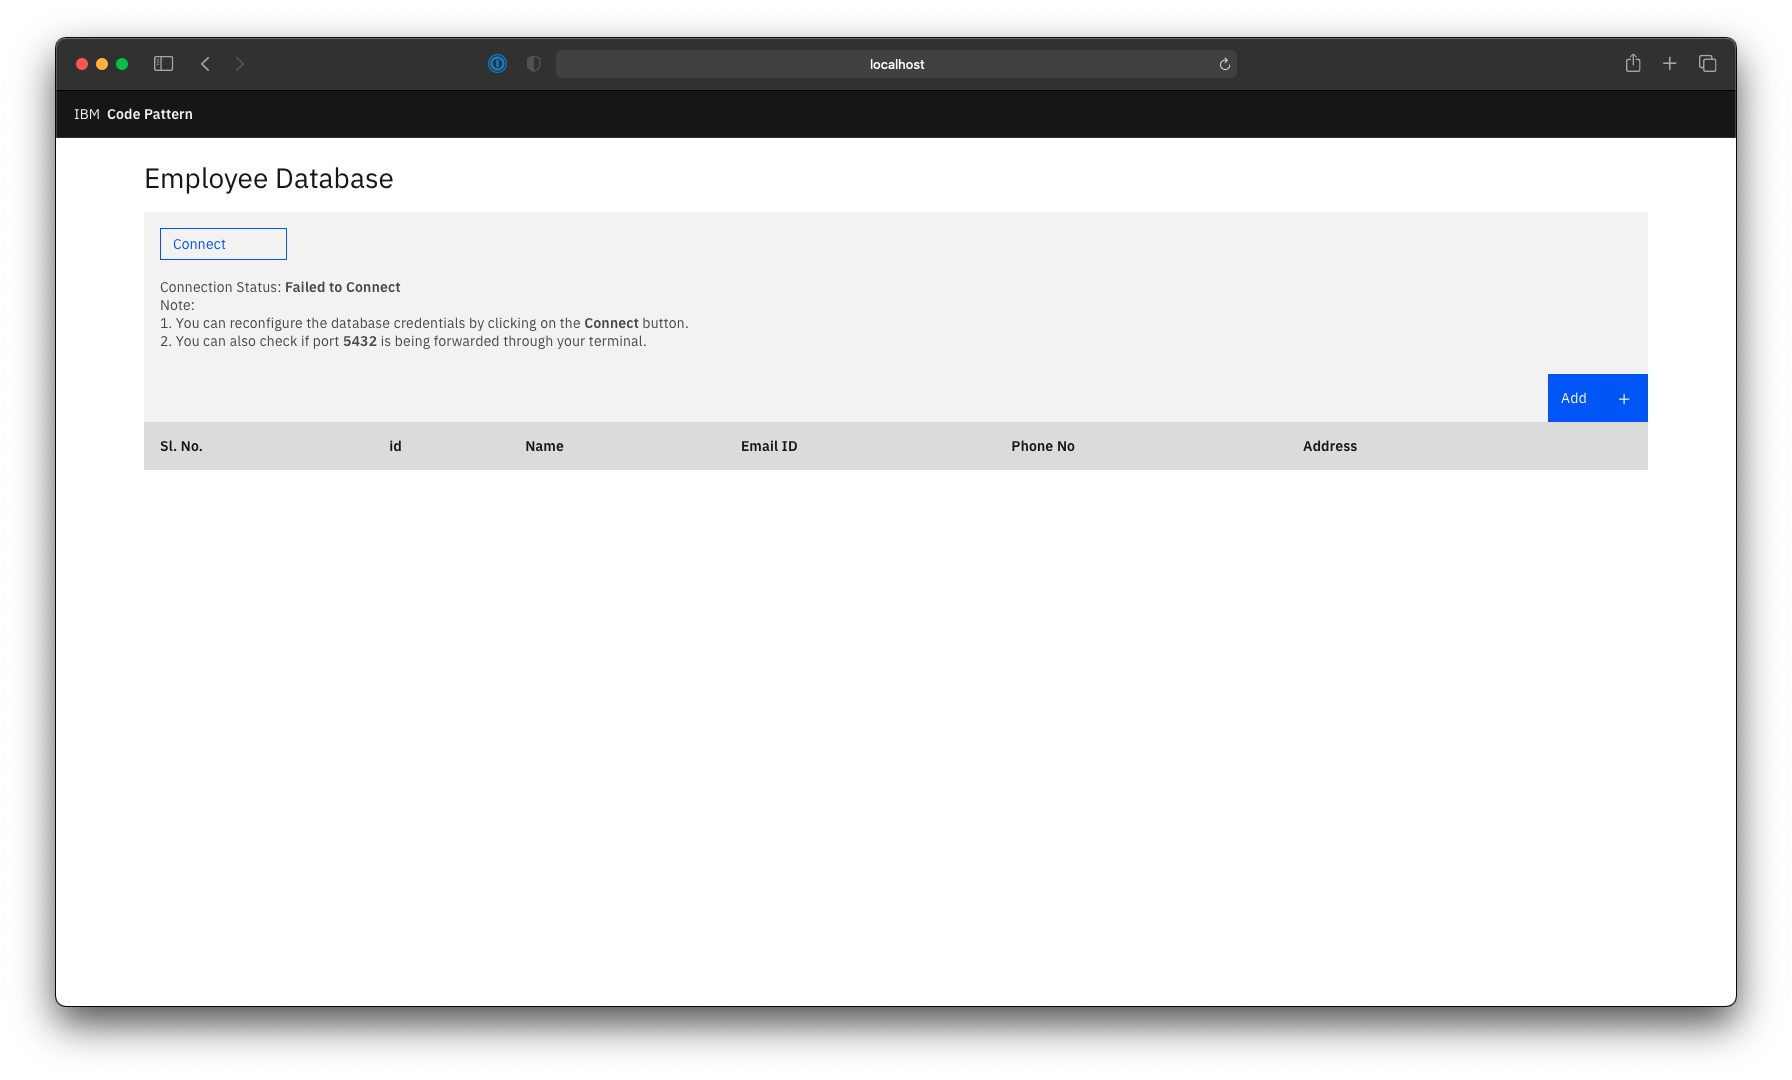 localhost
IBM Code Pattern
Employee Database
Connect
Connection Status: Failed to Connect
Note:
1. You can reconfigure the database credentials by clicking on the Connect button.
2. You can also check if port 5432 is being forwarded through your terminal.
Add +
Sl. No. id Name Email ID Phone No Address